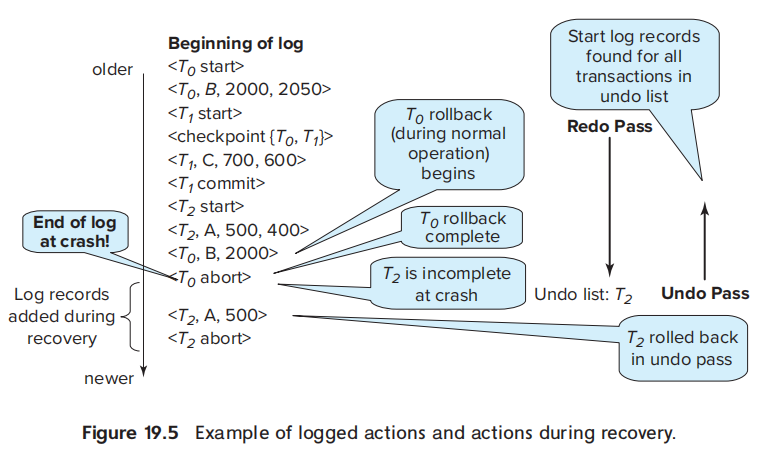 Beginning of log
older
<T0 start>
<T0, B, 2000, 2050>
<T1 start>
<checkpoint {T0, T1}>
<T1, C, 700, 600>
<T1 commit>
<T2 start>
<T2, A, 500, 400>
<T0, B, 2000>
<T0 abort>
<T2, A, 500>
<T2 abort>
newer
End of log
at crash!
Log records
added during
recovery
T0 rollback
(during normal
operation)
begins
T0 rollback
complete
T2 is incomplete
at crash
Start log records
found for all
transactions in
undo list
Redo Pass
Undo list: T2
Undo Pass
T2 rolled back
in undo pass
Figure 19.5 Example of logged actions and actions during recovery.